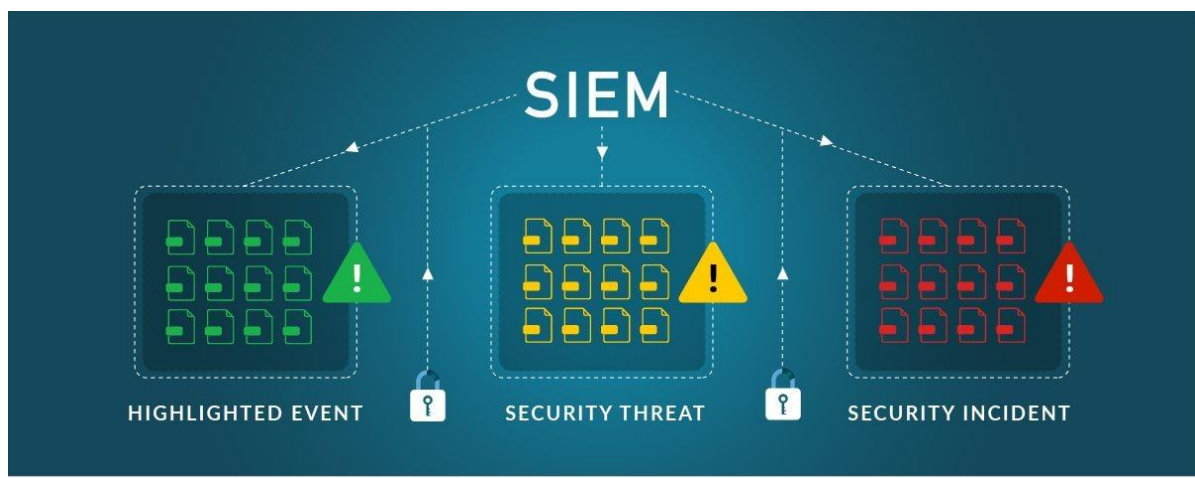 SIEM
HIGHLIGHTED EVENT
SECURITY THREAT
SECURITY INCIDENT